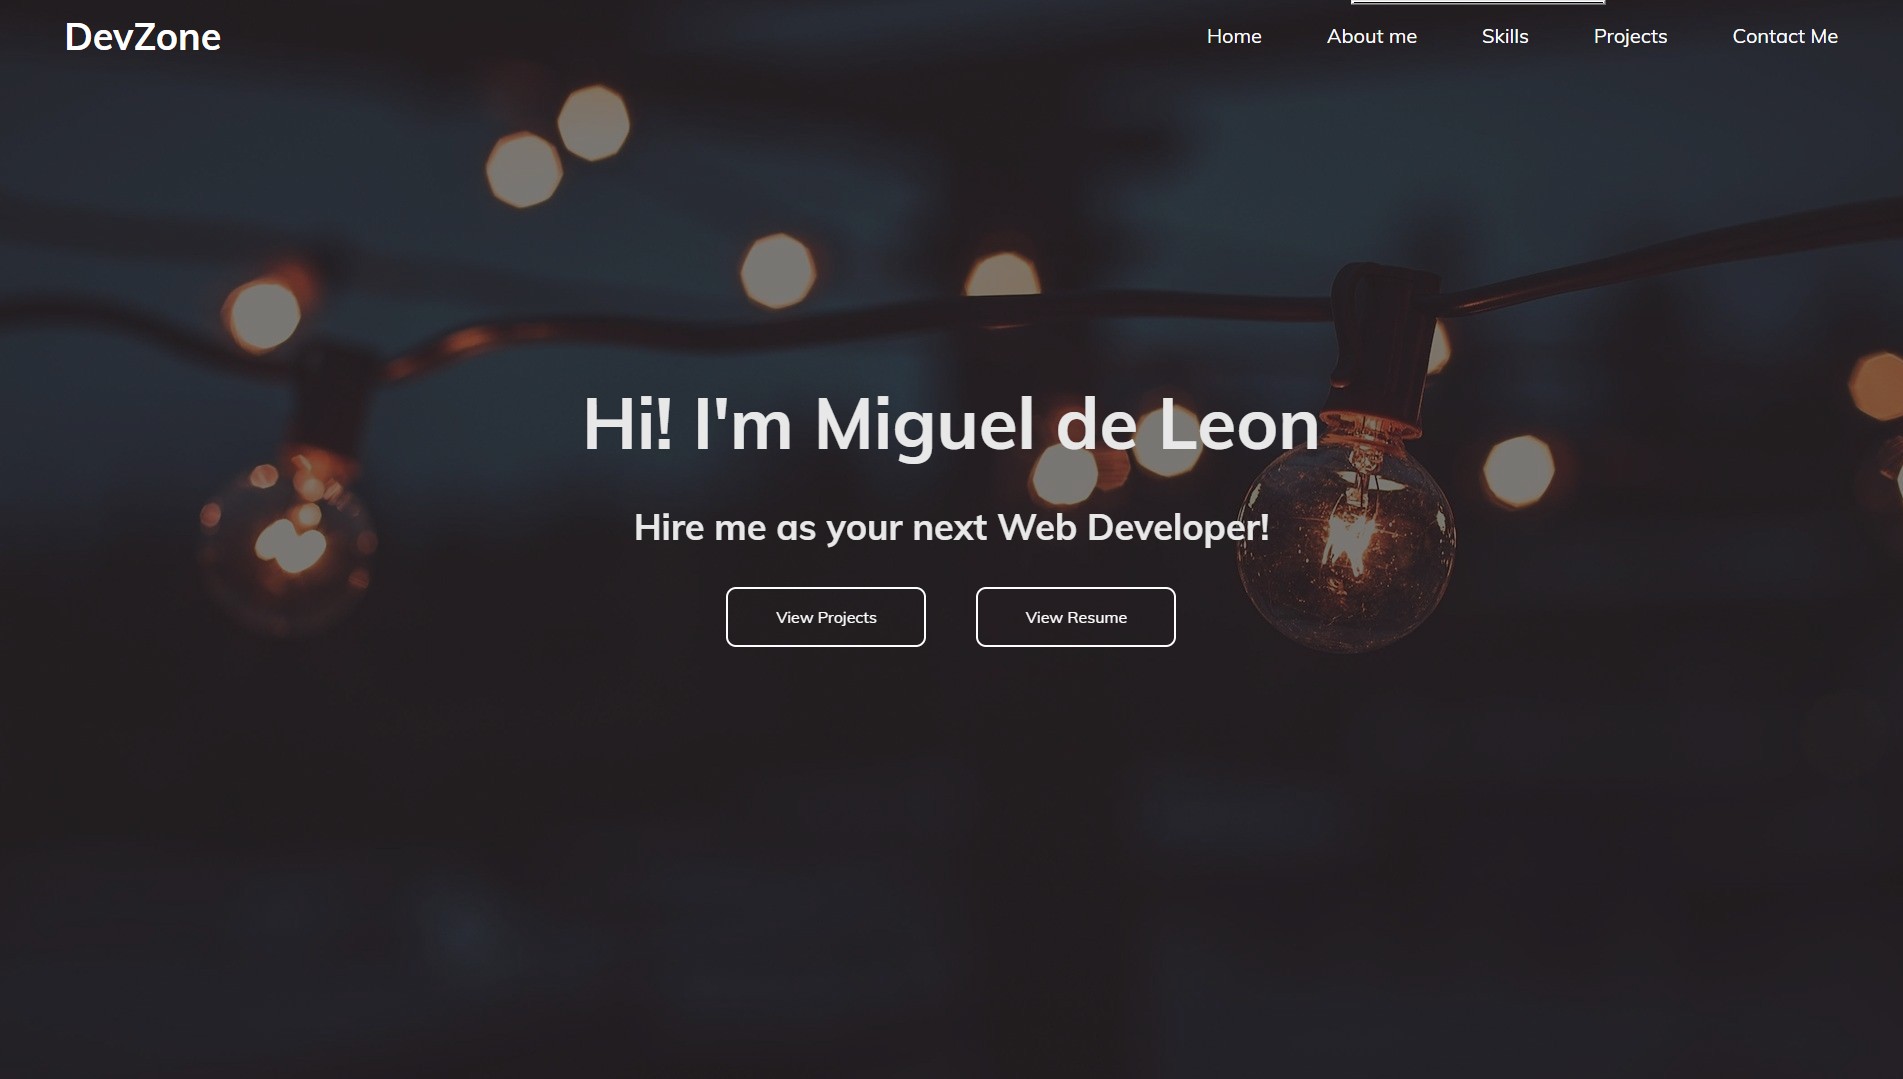 DevZone
Home About me Skills Projects Contact Me
Hi! I'm Miguel de Leon
Hire me as your next Web Developer!
View Projects View Resume